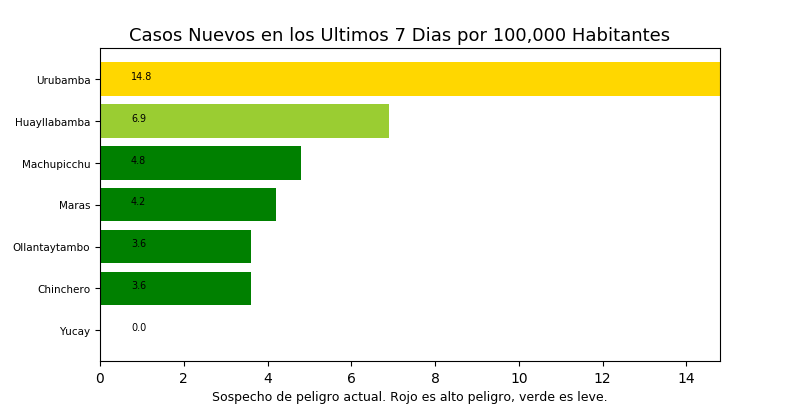 Casos Nuevos en los Ultimos 7 Dias por 100,000 Habitantes
Urubamba 14.8
Huayllabamba 6.9
Machupicchu 4.8
Maras 4.2
Ollantaytambo 3.6
Chinchero 3.6
Yucay 0.0
0 2 4 6 8 10 12 14
Sospecho de peligro actual. Rojo es alto peligro, verde es leve.